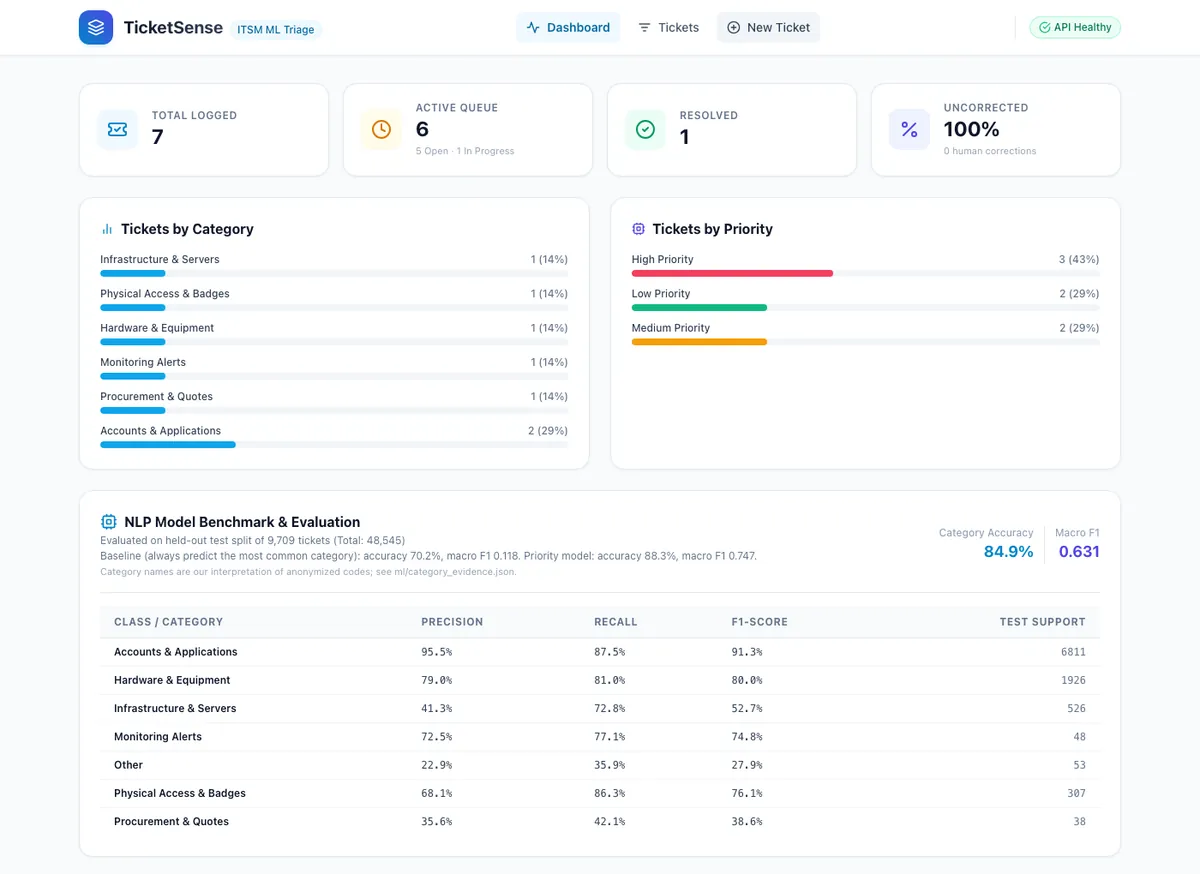 TicketSense ITSM ML Triage Dashboard Tickets New Ticket API Healthy
TOTAL LOGGED
7
ACTIVE QUEUE
6
5 Open · 1 In Progress
RESOLVED
1
UNCORRECTED
100%
0 human corrections
Tickets by Category
Infrastructure & Servers 1 (14%)
Physical Access & Badges 1 (14%)
Hardware & Equipment 1 (14%)
Monitoring Alerts 1 (14%)
Procurement & Quotes 1 (14%)
Accounts & Applications 2 (29%)
Tickets by Priority
High Priority 3 (43%)
Low Priority 2 (29%)
Medium Priority 2 (29%)
NLP Model Benchmark & Evaluation
Evaluated on held-out test split of 9,709 tickets (Total: 48,545)
Baseline (always predict the most common category): accuracy 70.2%, macro F1 0.118. Priority model: accuracy 88.3%, macro F1 0.747.
Category names are our interpretation of anonymized codes; see ml/category_evidence.json.
Category Accuracy
84.9%
Macro F1
0.631
CLASS / CATEGORY PRECISION RECALL F1-SCORE TEST SUPPORT
Accounts & Applications 95.5% 87.5% 91.3% 6811
Hardware & Equipment 79.0% 81.0% 80.0% 1926
Infrastructure & Servers 41.3% 72.8% 52.7% 526
Monitoring Alerts 72.5% 77.1% 74.8% 48
Other 22.9% 35.9% 27.9% 53
Physical Access & Badges 68.1% 86.3% 76.1% 307
Procurement & Quotes 35.6% 42.1% 38.6% 38